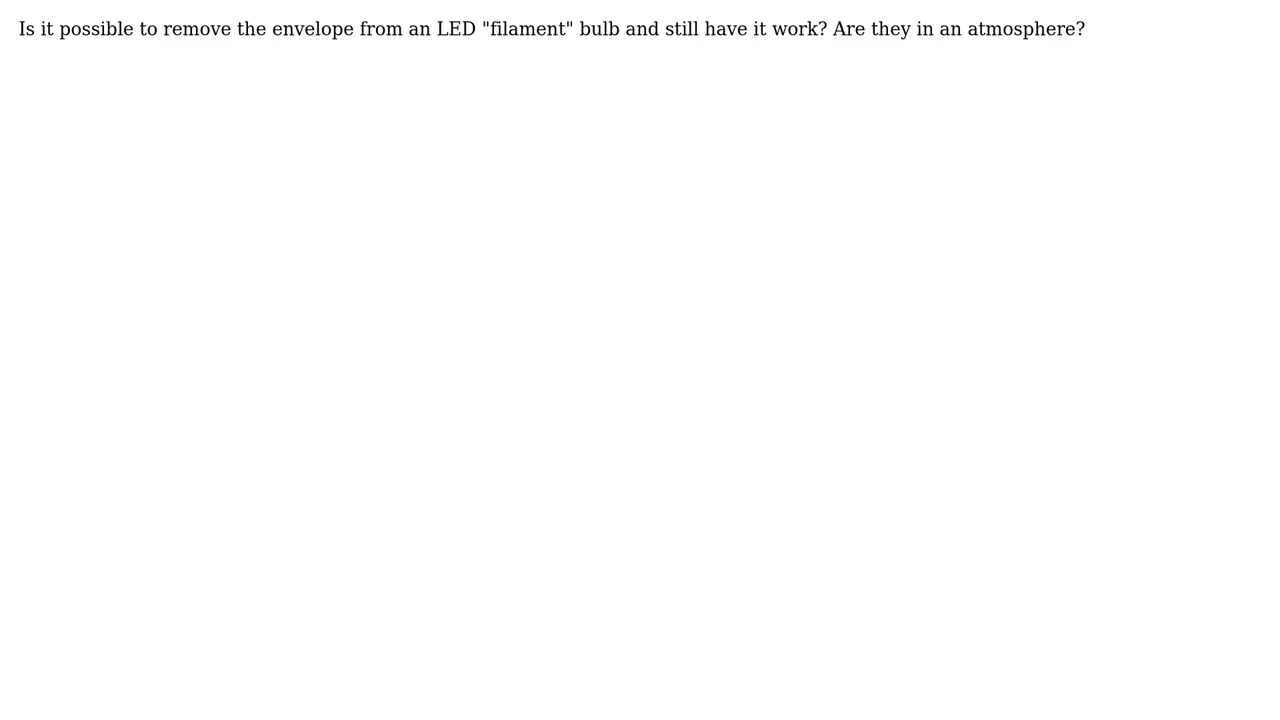 Is it possible to remove the envelope from an LED "filament" bulb and still have it work? Are they in an atmosphere?